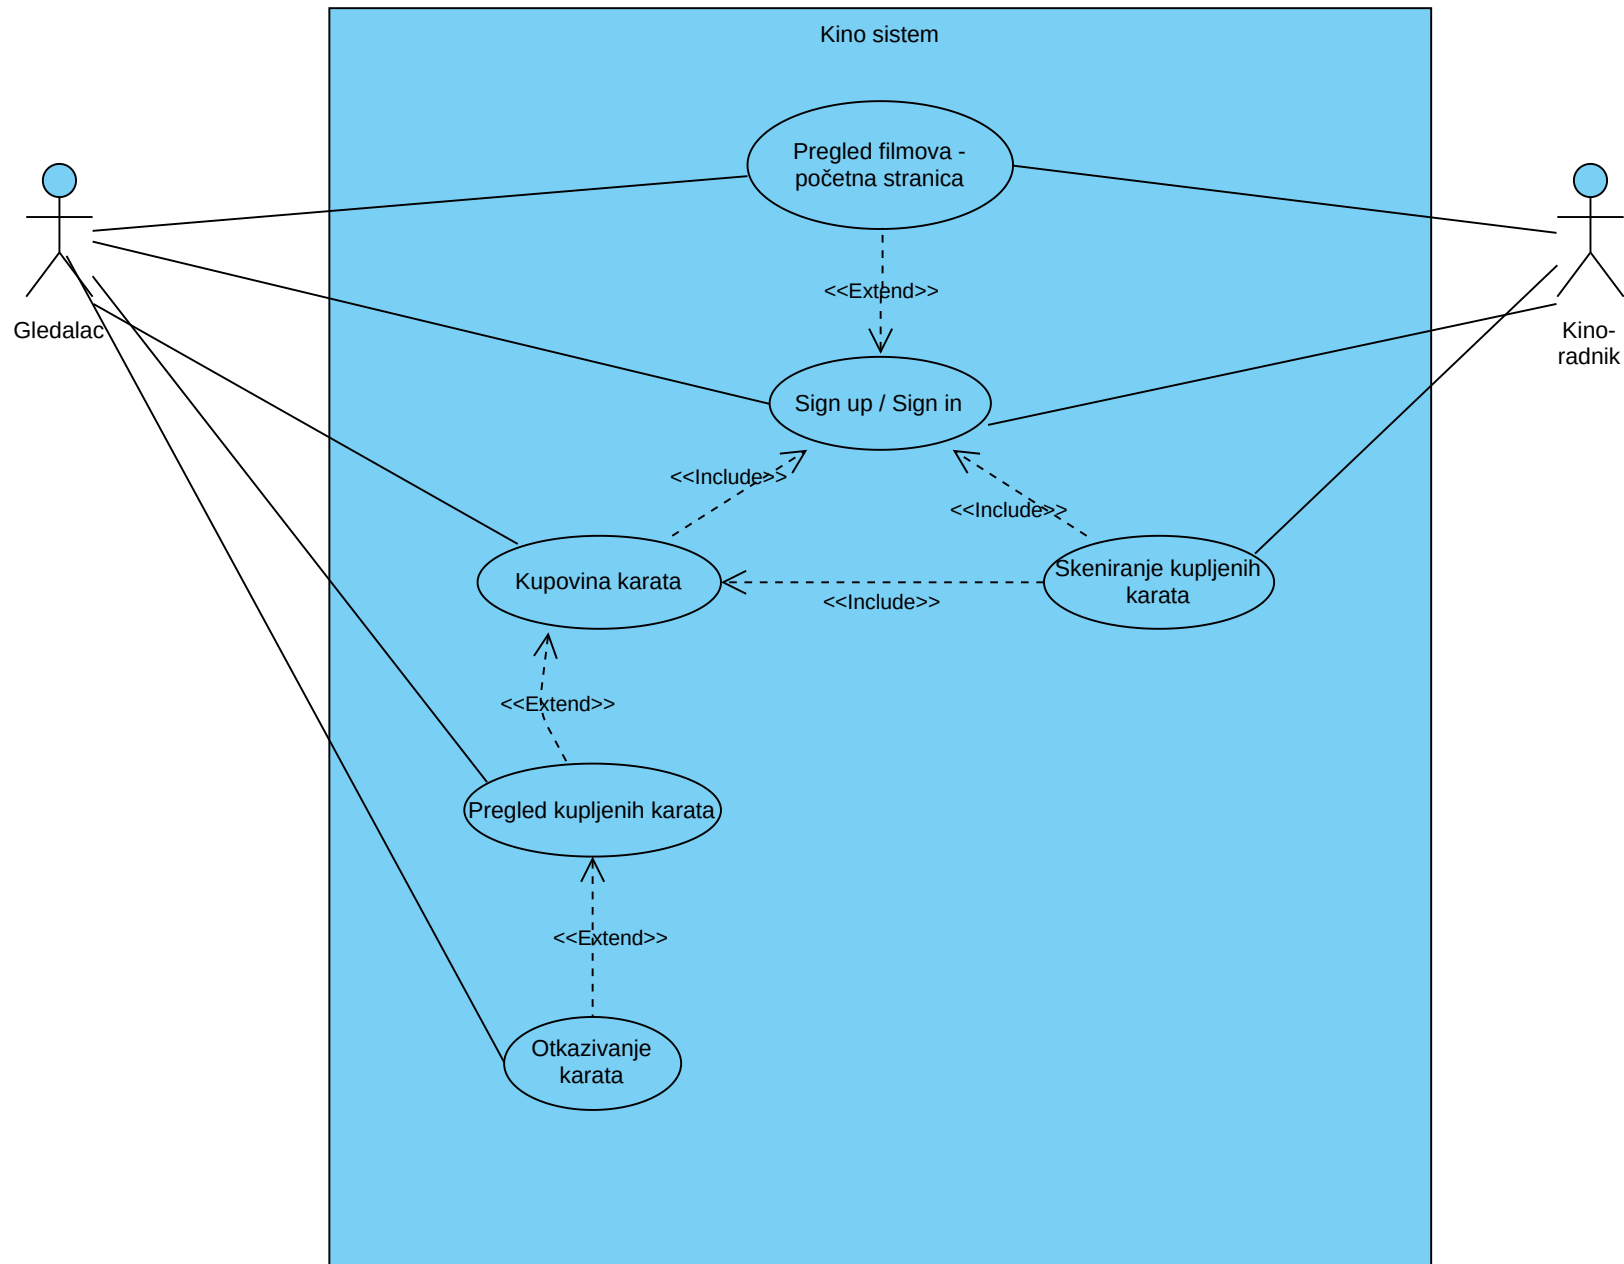 Kino sistem
Pregled filmova -
početna stranica
<<Extend>>
Gledalac
Kino-
radnik
Sign up / Sign in
<<Include>>
<<Include>>
Kupovina karata
Skeniranje kupljenih
karata
<<Include>>
<<Extend>>
Pregled kupljenih karata
<<Extend>>
Otkazivanje
karata